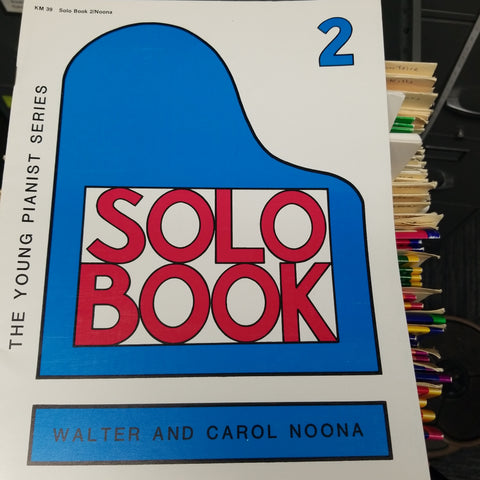 KM 39 Solo Book 2/Noona
2
THE YOUNG PIANIST SERIES
SOLO
BOOK
WALTER AND CAROL NOONA